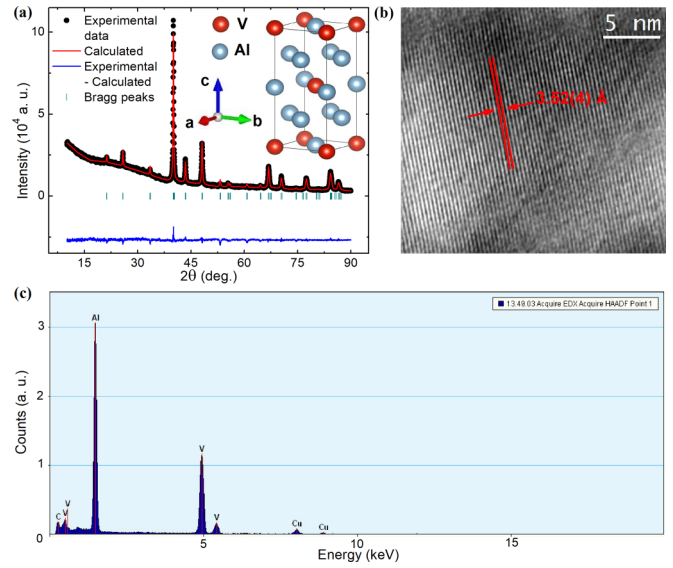 (a)
Experimental
data
Calculated
Experimental
- Calculated
Bragg peaks
V
Al
c
a
b
10
5
0
Intensity (10⁴ a. u.)
15 30 45 60 75 90
2θ (deg.)
(b)
5 nm
3.82(4) Å
(c)
13.49.03 Acquire EDX Acquire HAADF Point 1
Al
V
V
C
V
V
Cu
Cu
3
2
1
0
Counts (a. u.)
5 10 15
Energy (keV)